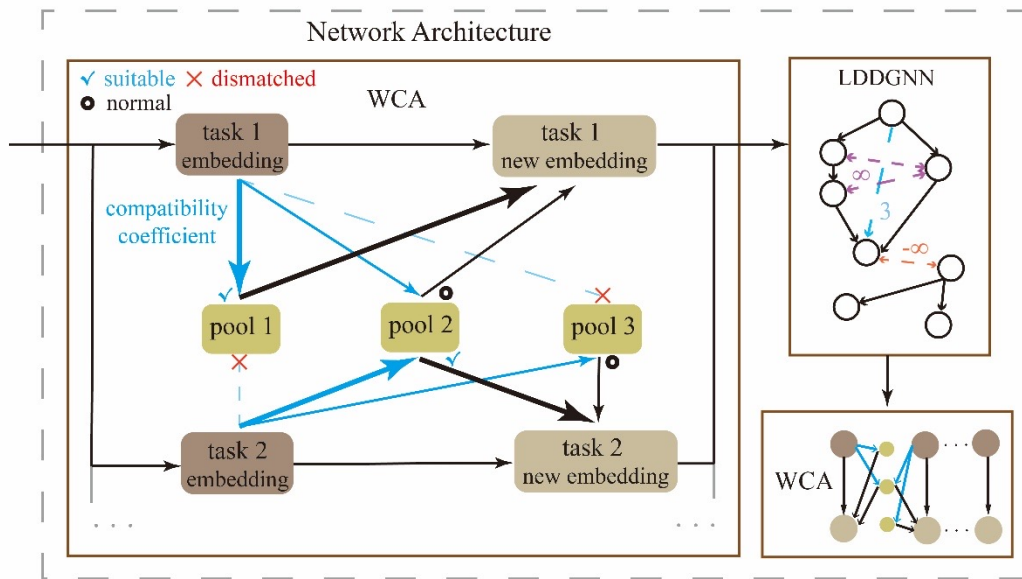 Network Architecture
✓ suitable × dismatched
normal
WCA
task 1
embedding
task 1
new embedding
compatibility
coefficient
pool 1
pool 2
pool 3
task 2
embedding
task 2
new embedding
. . .
. . .
LDDGNN
∞
3
-∞
WCA
. . .
. . .